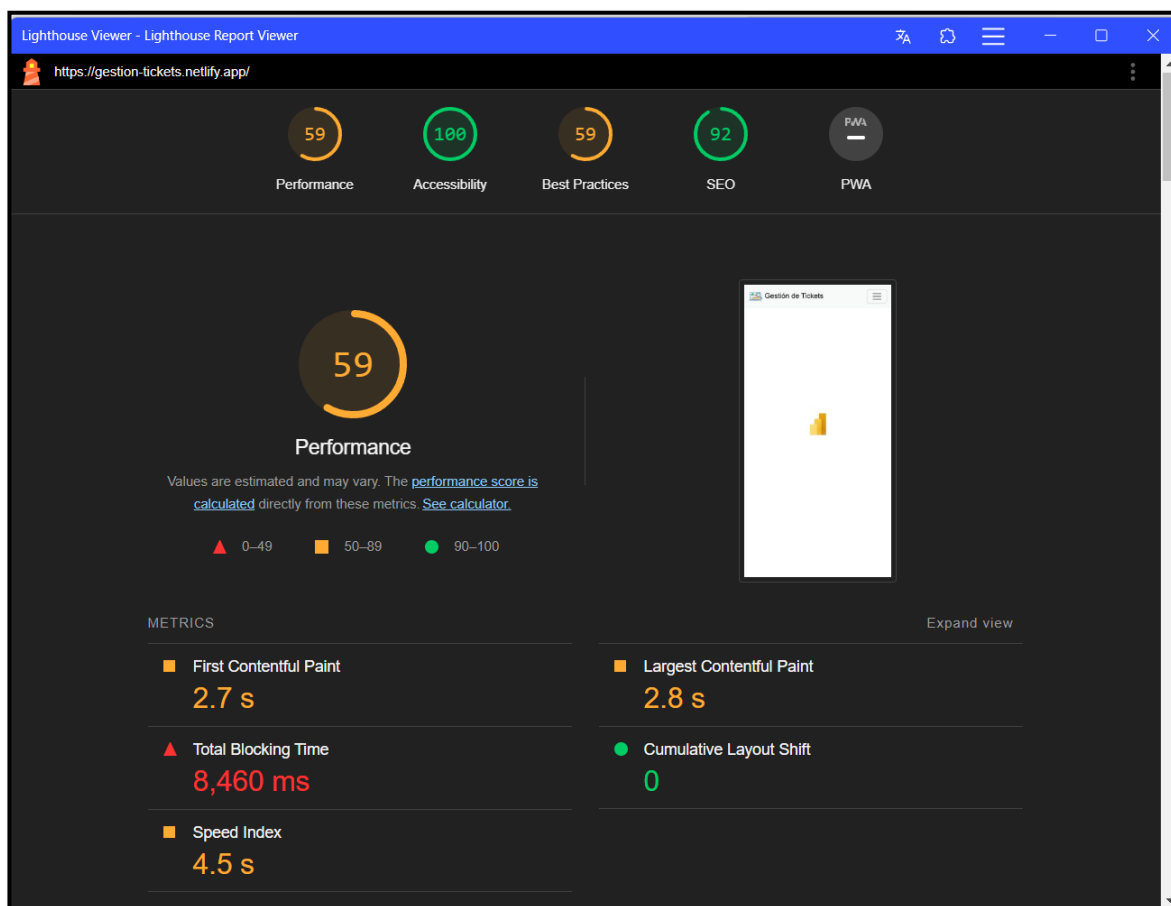 Lighthouse Viewer - Lighthouse Report Viewer
https://gestion-tickets.netlify.app/
59
100
59
92
PWA
Performance
Accessibility
Best Practices
SEO
PWA
Gestión de Tickets
59
Performance
Values are estimated and may vary. The performance score is
calculated directly from these metrics. See calculator.
0–49
50–89
90–100
METRICS
Expand view
First Contentful Paint
2.7 s
Largest Contentful Paint
2.8 s
Total Blocking Time
8,460 ms
Cumulative Layout Shift
0
Speed Index
4.5 s